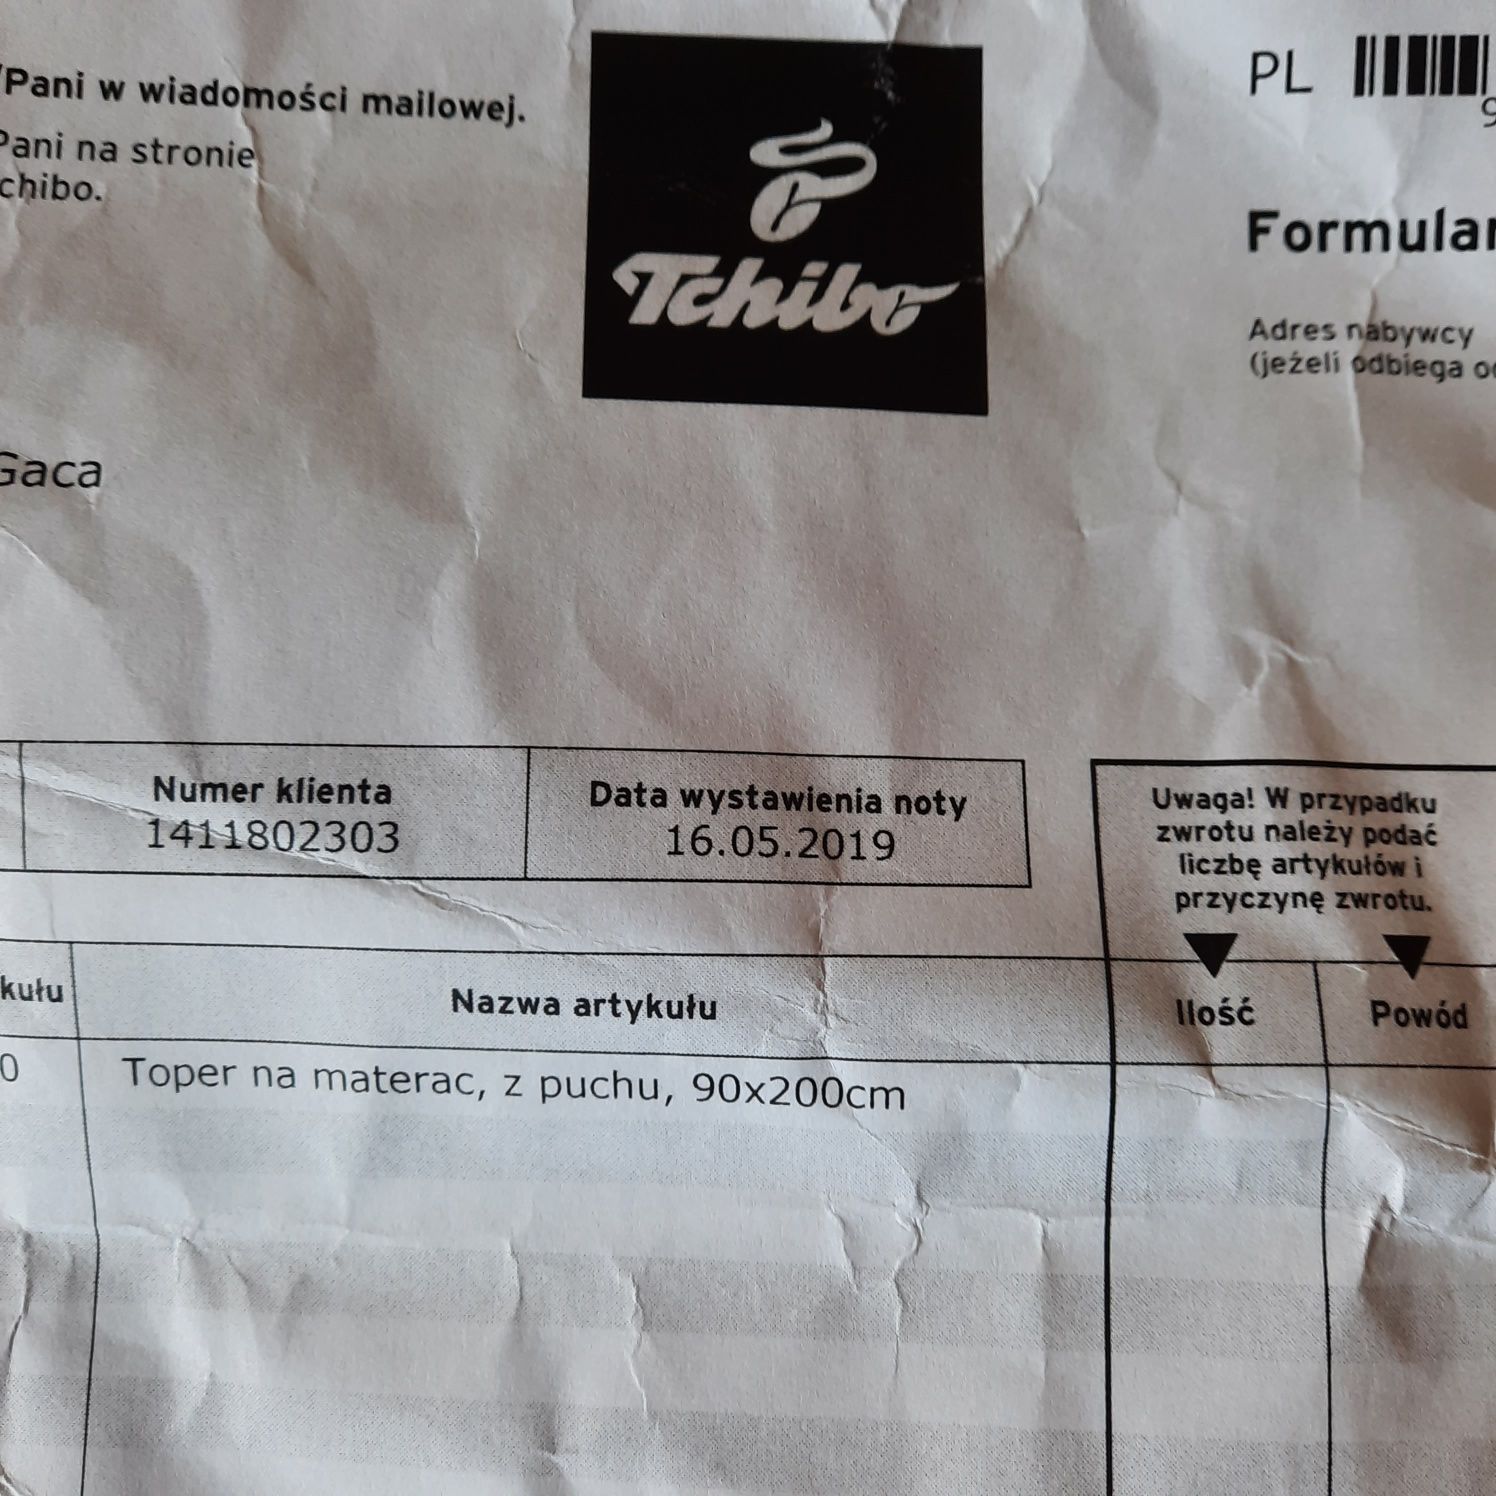 Pani w wiadomości mailowej.
Pani na stronie
chibo.
Tchibo
PL
Formular
Adres nabywcy
(jeżeli odbiega
Gaca
Numer klienta
1411802303
Data wystawienia noty
16.05.2019
Uwaga! W przypadku
zwrotu należy podać
liczbę artykułów i
przyczynę zwrotu.
kułu
Nazwa artykułu
Ilość
Powód
0
Toper na materac, z puchu, 90x200cm